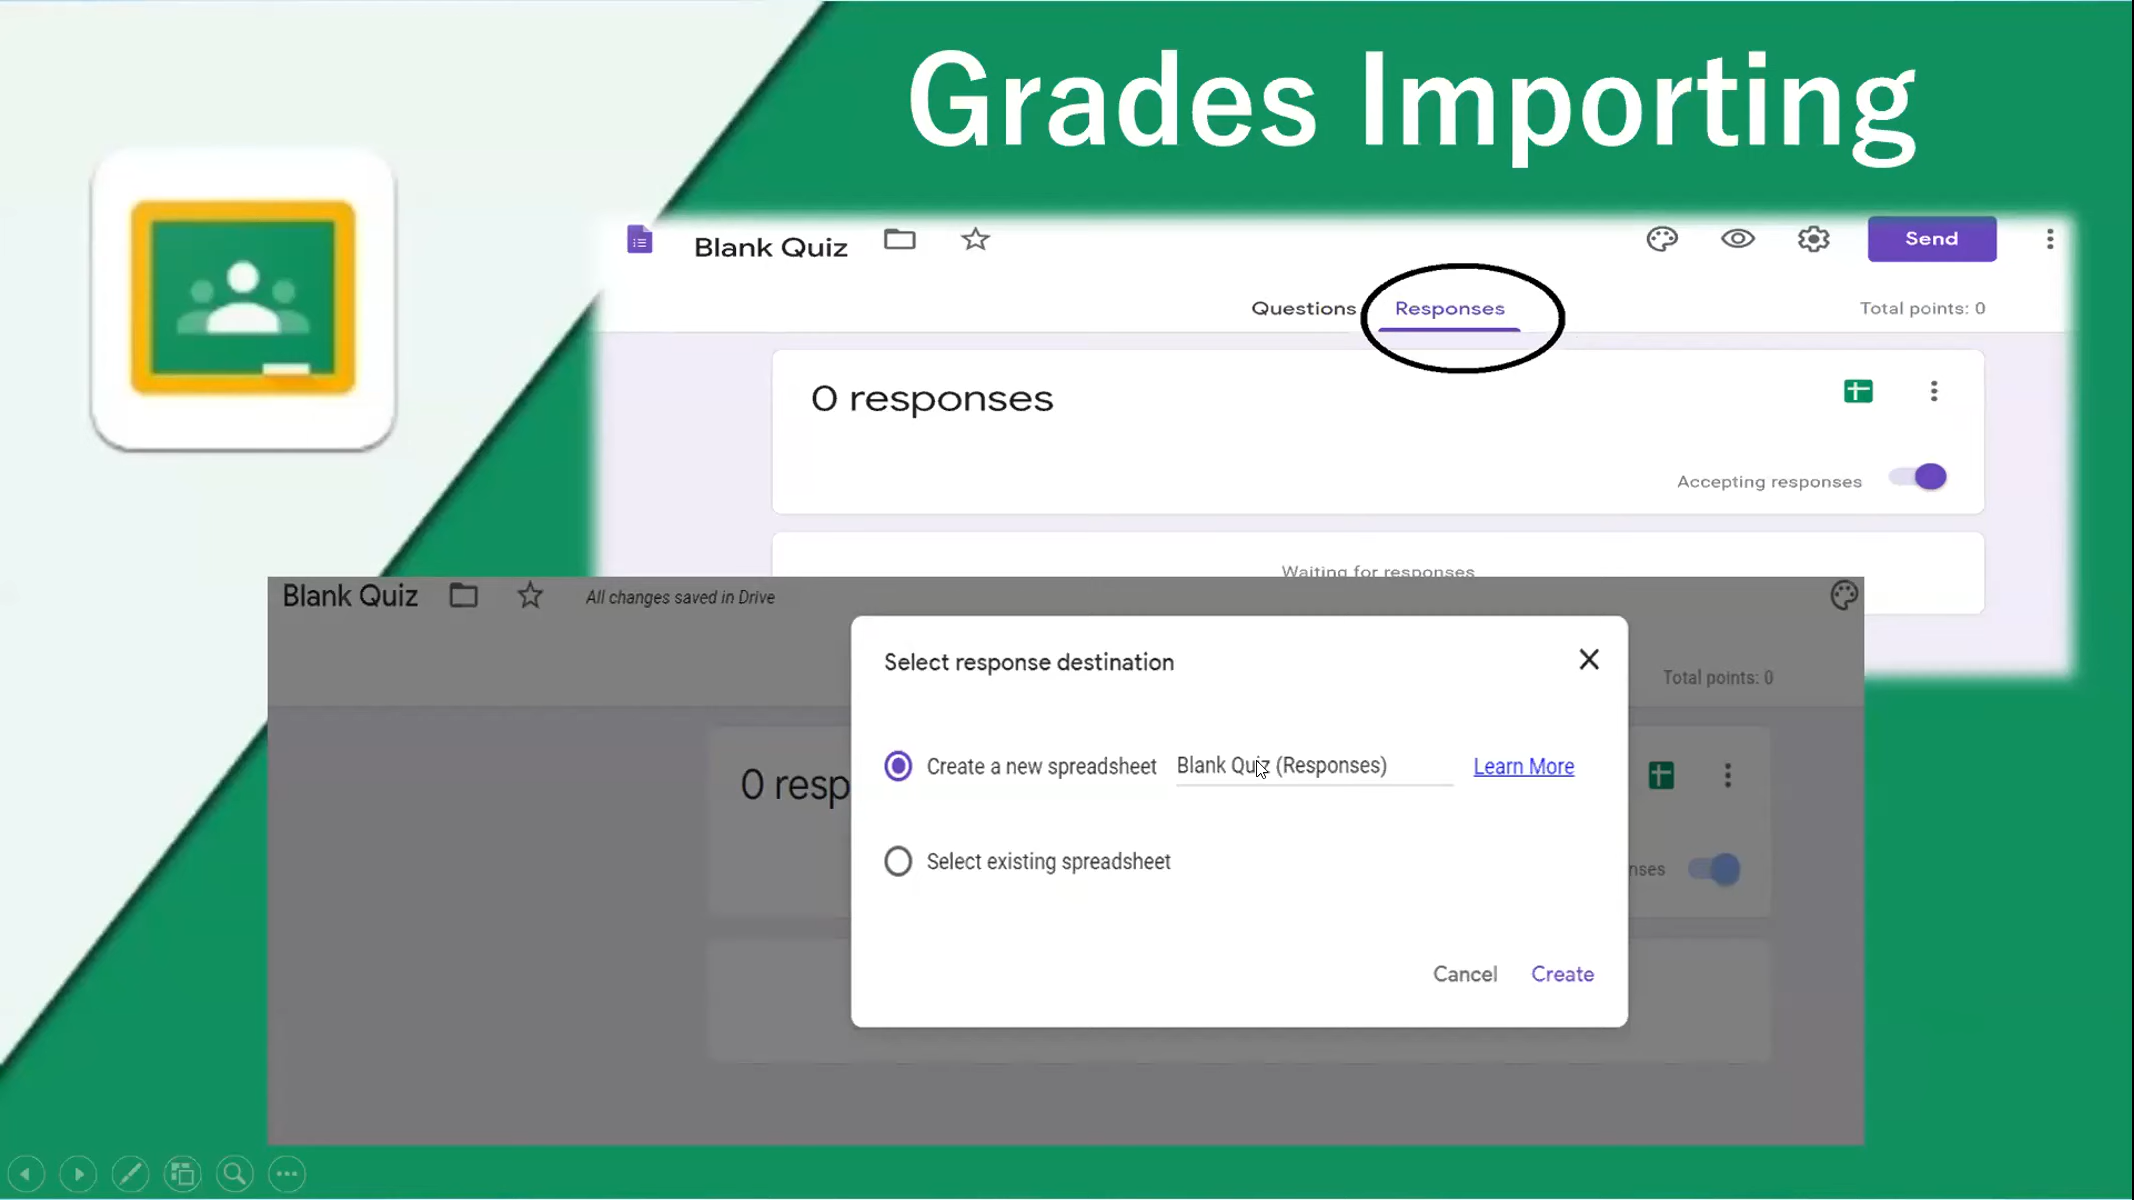 Grades Importing
Blank Quiz
Send
Questions
Responses
Total points: 0
0 responses
Accepting responses
Waiting for responses
Blank Quiz
All changes saved in Drive
Select response destination
Total points: 0
Create a new spreadsheet Blank Quiz (Responses) Learn More
0 resp
Select existing spreadsheet
nses
Cancel
Create